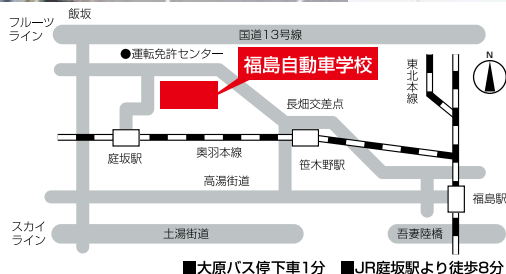 飯坂
フルーツ
ライン
国道13号線
●運転免許センター
福島自動車学校
東北本線
N
長畑交差点
庭坂駅
奥羽本線
笹木野駅
高湯街道
福島駅
スカイ
ライン
土湯街道
吾妻陸橋
■大原バス停下車1分 ■JR庭坂駅より徒歩8分